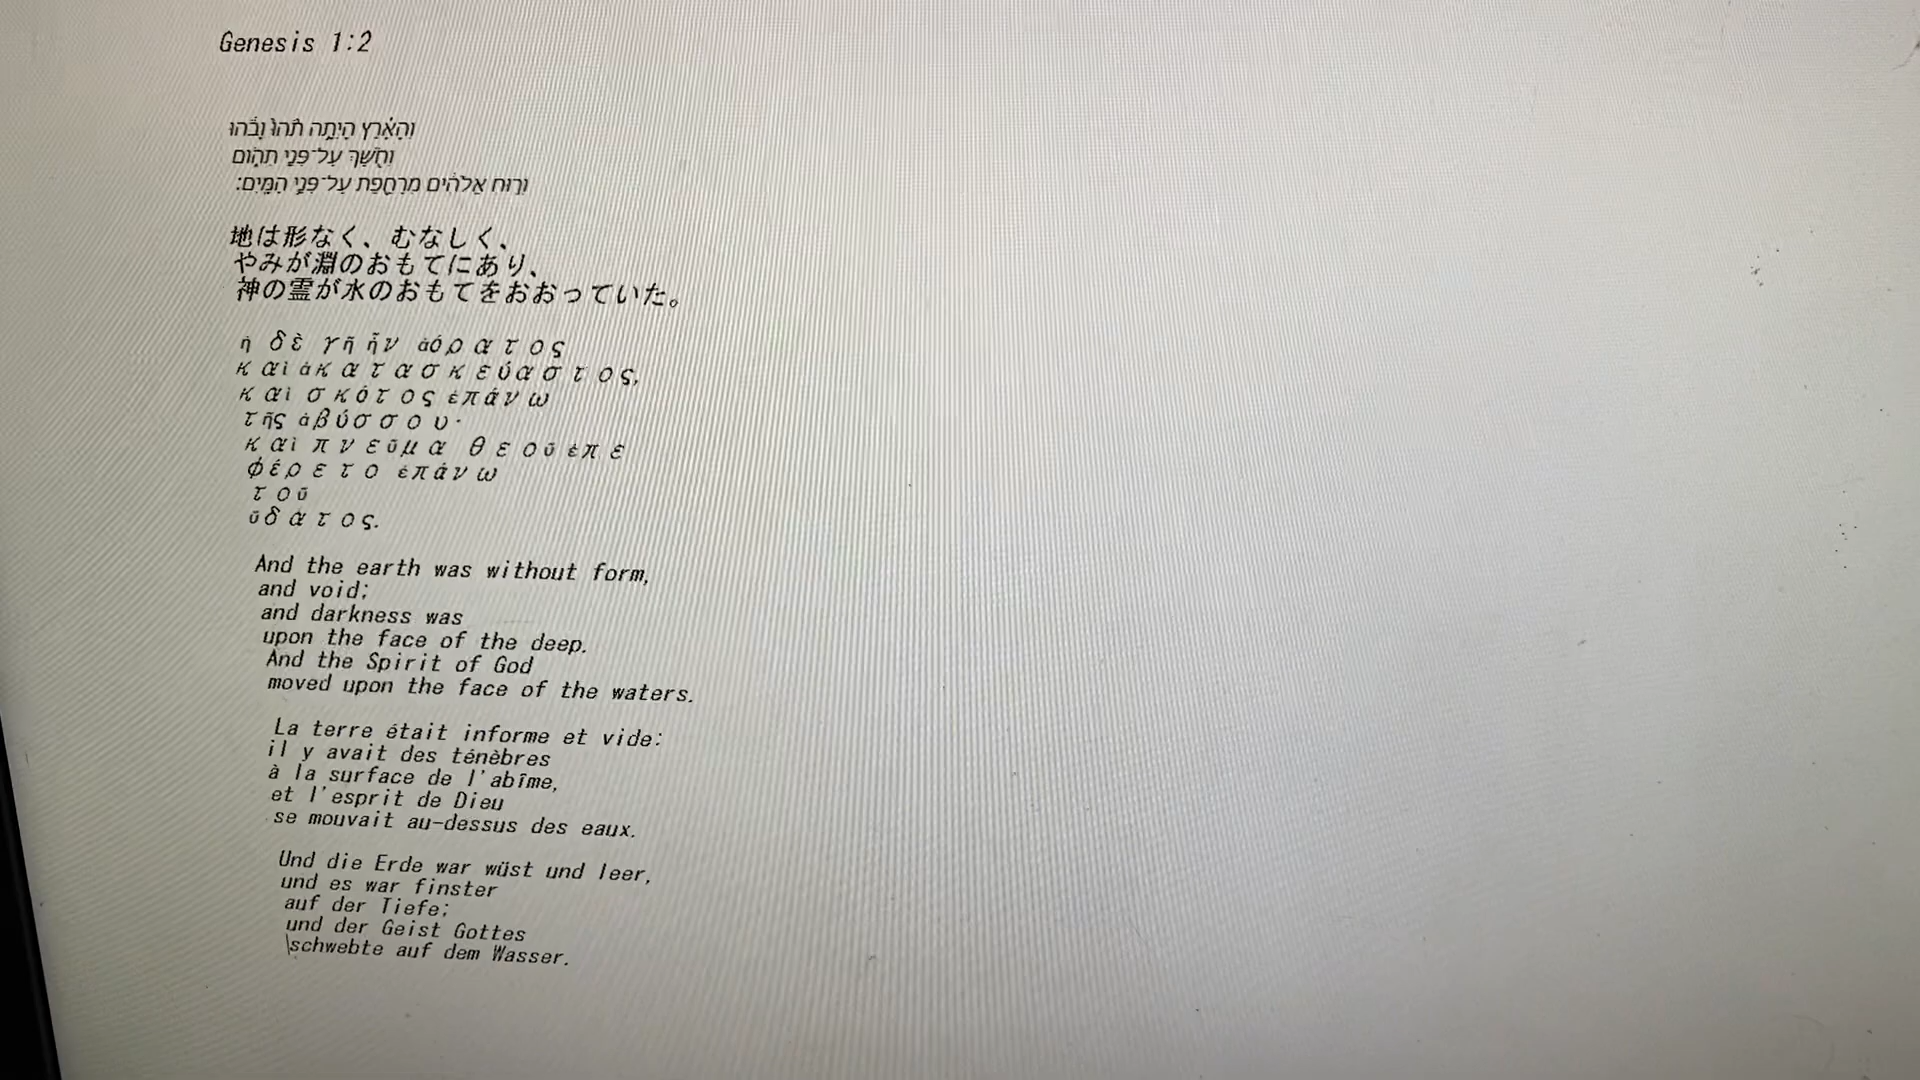 Genesis 1:2
וְהָאָ֗רֶץ הָיְתָ֥ה תֹ֙הוּ֙ וָבֹ֔הוּ
וְחֹ֖שֶׁךְ עַל־פְּנֵ֣י תְה֑וֹם
וְר֣וּחַ אֱלֹהִ֔ים מְרַחֶ֖פֶת עַל־פְּנֵ֥י הַמָּֽיִם׃
地は形なく、むなしく、
やみが淵のおもてにあり、
神の霊が水のおもてをおおっていた。
ἡ δὲ γῆ ἦν ἀόρατος
καὶ ἀκατασκεύαστος,
καὶ σκότος ἐπάνω
τῆς ἀβύσσου·
καὶ πνεῦμα θεοῦ ἐπε
φέρετο ἐπάνω
τοῦ
ὕδατος.
And the earth was without form,
and void;
and darkness was
upon the face of the deep.
And the Spirit of God
moved upon the face of the waters.
La terre était informe et vide:
il y avait des ténèbres
à la surface de l'abîme,
et l'esprit de Dieu
se mouvait au-dessus des eaux.
Und die Erde war wüst und leer,
und es war finster
auf der Tiefe;
und der Geist Gottes
schwebte auf dem Wasser.